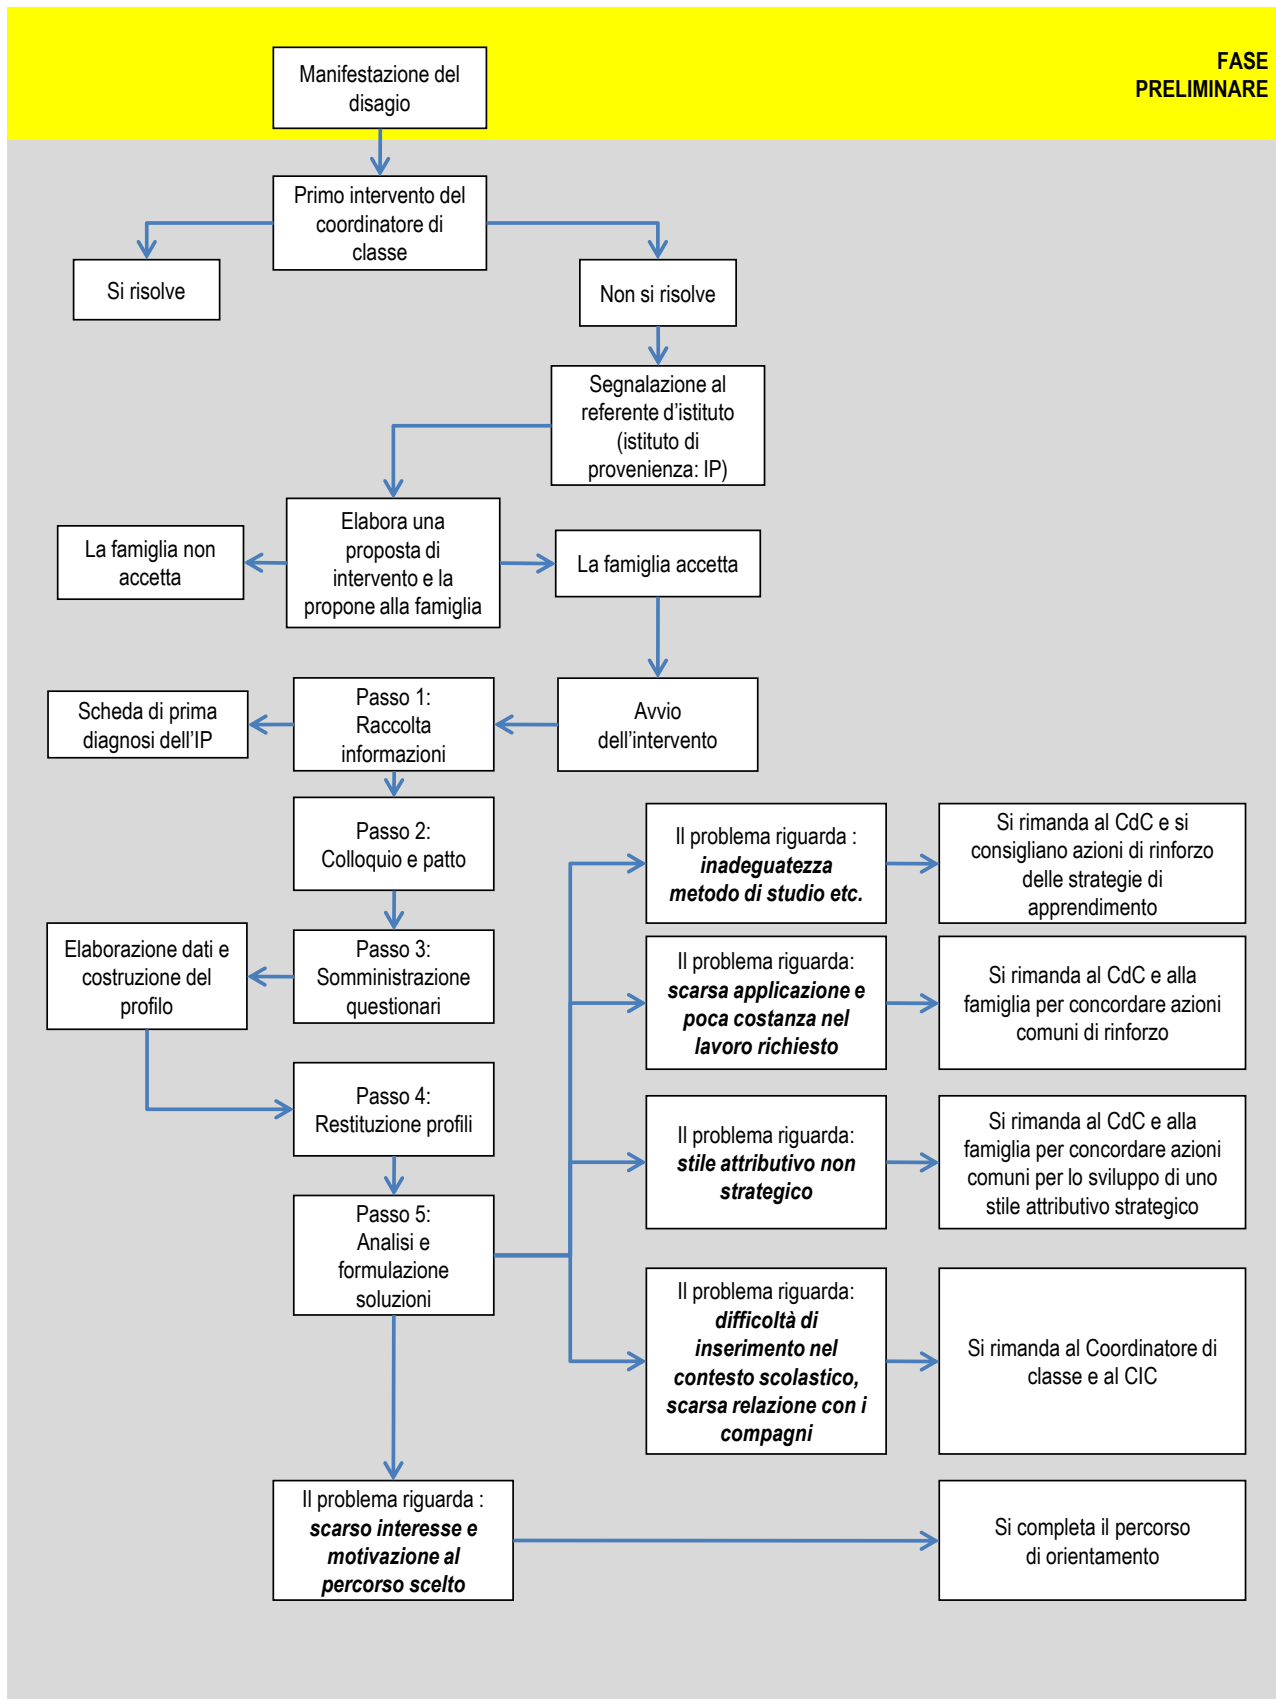 FASE
PRELIMINARE
Manifestazione del
disagio
Primo intervento del
coordinatore di
classe
Si risolve
Non si risolve
Segnalazione al
referente d'istituto
(istituto di
provenienza: IP)
Elabora una
proposta di
intervento e la
propone alla famiglia
La famiglia non
accetta
La famiglia accetta
Avvio
dell'intervento
Passo 1:
Raccolta
informazioni
Scheda di prima
diagnosi dell'IP
Passo 2:
Colloquio e patto
Passo 3:
Somministrazione
questionari
Elaborazione dati e
costruzione del
profilo
Passo 4:
Restituzione profili
Passo 5:
Analisi e
formulazione
soluzioni
Il problema riguarda :
inadeguatezza
metodo di studio etc.
Si rimanda al CdC e si
consigliano azioni di rinforzo
delle strategie di
apprendimento
Il problema riguarda:
scarsa applicazione e
poca costanza nel
lavoro richiesto
Si rimanda al CdC e alla
famiglia per concordare azioni
comuni di rinforzo
Il problema riguarda:
stile attributivo non
strategico
Si rimanda al CdC e alla
famiglia per concordare azioni
comuni per lo sviluppo di uno
stile attributivo strategico
Il problema riguarda:
difficoltà di
inserimento nel
contesto scolastico,
scarsa relazione con i
compagni
Si rimanda al Coordinatore di
classe e al CIC
Il problema riguarda :
scarso interesse e
motivazione al
percorso scelto
Si completa il percorso
di orientamento